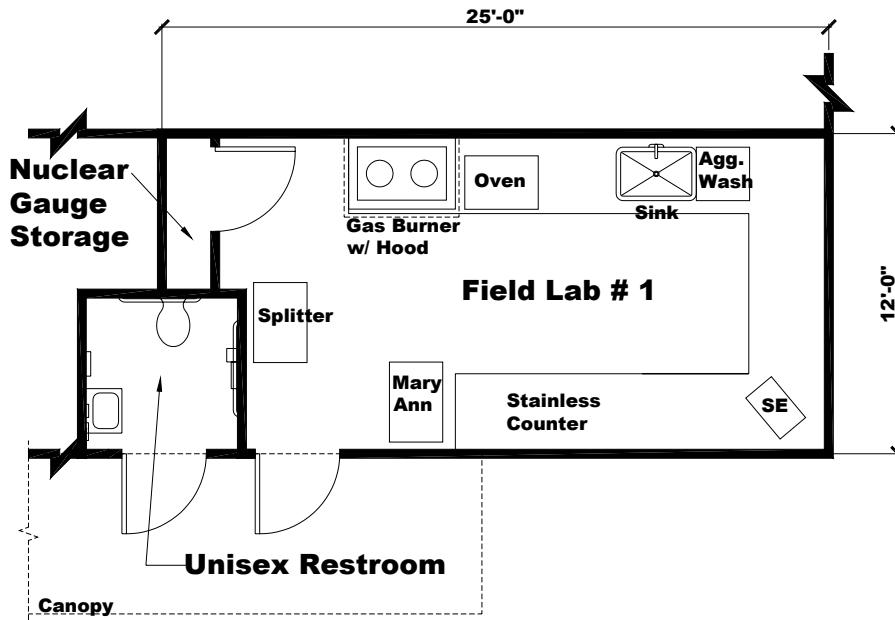 25'-0"
Nuclear
Gauge
Storage
Oven
Agg.
Wash
Sink
Gas Burner
w/ Hood
Field Lab # 1
12'-0"
Splitter
Mary
Ann
Stainless
Counter
SE
Unisex Restroom
Canopy